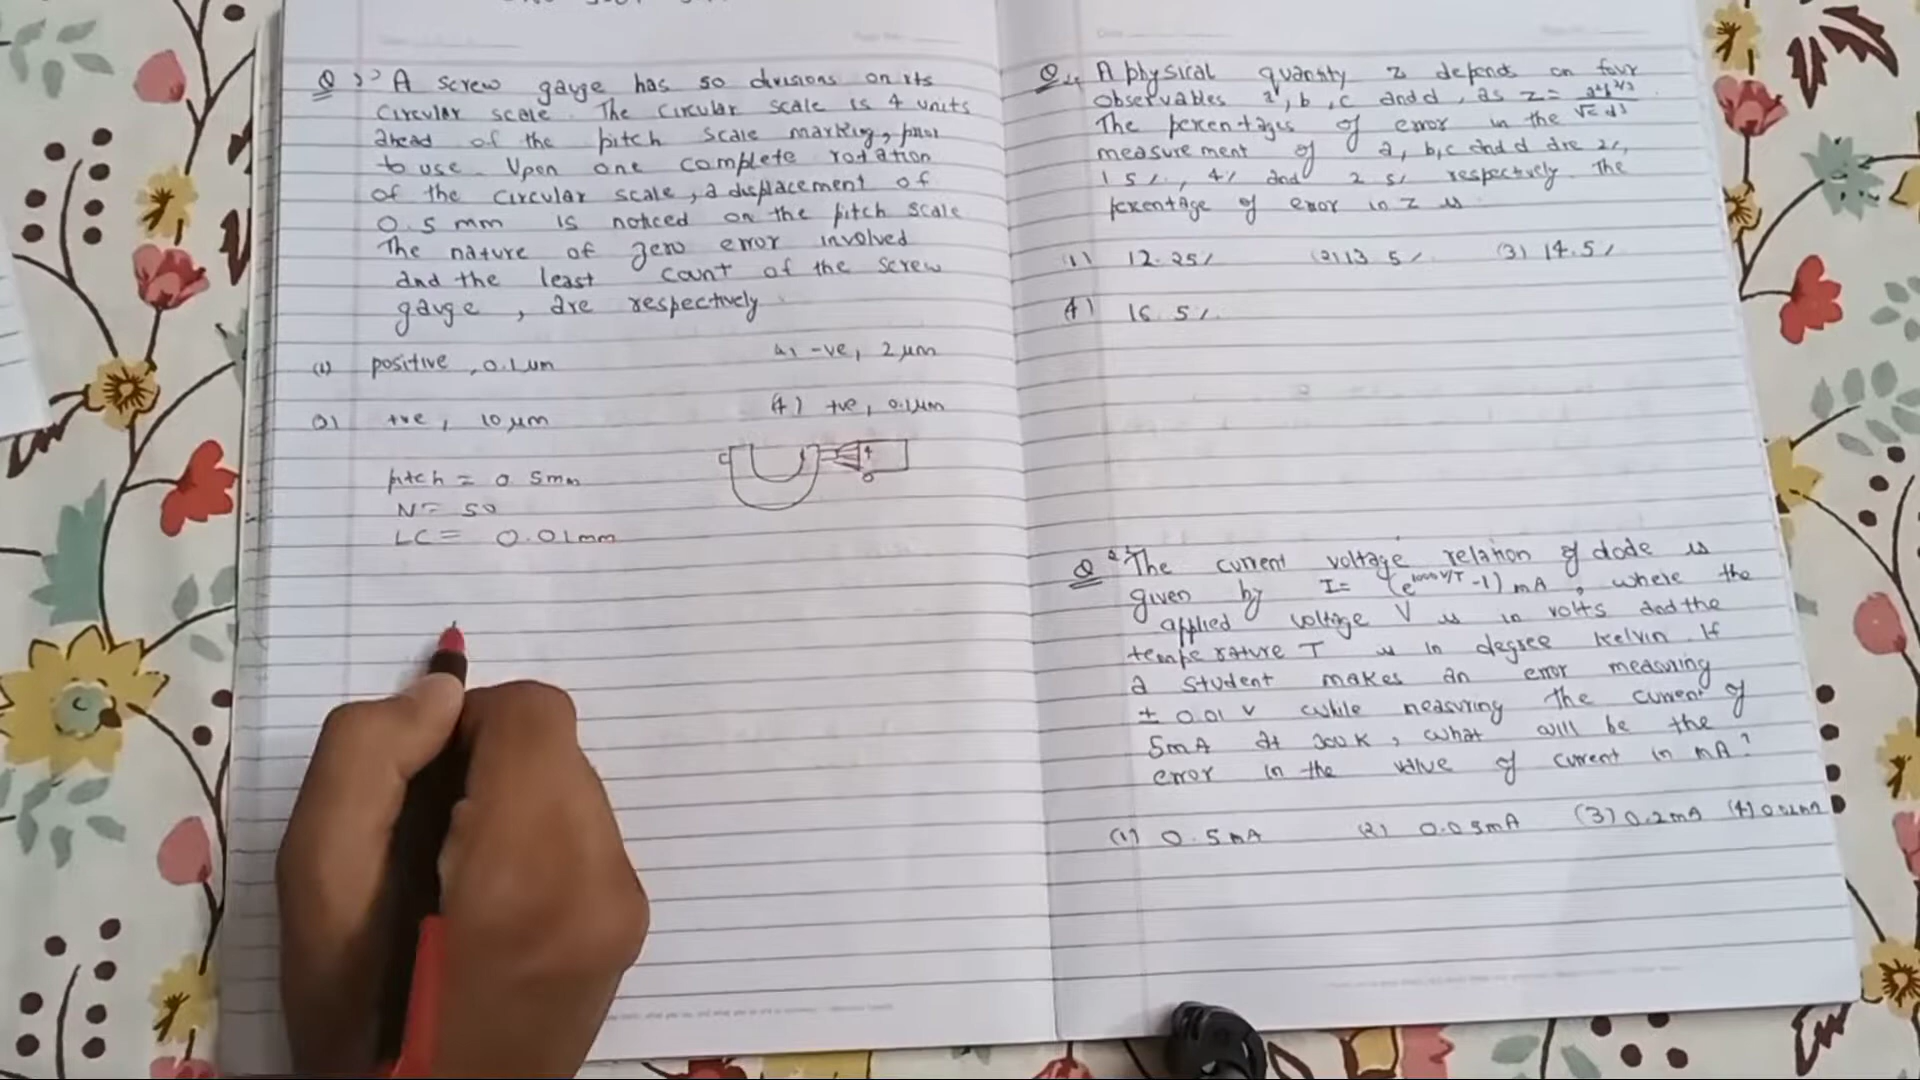 Q 3) A screw gauge has 50 divisions on its
circular scale. The circular scale is 4 units
ahead of the pitch scale marking, prior
to use. Upon one complete rotation
of the circular scale, a displacement of
0.5 mm is noticed on the pitch scale
The nature of zero error involved
and the least count of the screw
gauge, are respectively
(1) positive, 0.1 μm
-ve, 2 μm
(3) +ve, 10 μm
(4) +ve, 0.1 μm
pitch = 0.5mm
N = 50
LC = 0.01mm
Q A physical quantity z depends on four
observables a, b, c and d, as z =
The percentages of error in the
measurement of a, b, c and d are 2%,
1.5%, 4% and 2.5% respectively. The
percentage of error in z is
(1) 12.25% (2) 13.5% (3) 14.5%
(4) 16.5%
Q The current voltage relation of diode is
given by I = (e^1000V/T -1) mA, where the
applied voltage V is in volts and the
temperature T is in degree Kelvin. If
a student makes an error measuring
± 0.01 V while measuring the current of
5mA at 300K, what will be the
error in the value of current in mA?
(1) 0.5mA (2) 0.05mA (3) 0.2mA (4) 0.02mA